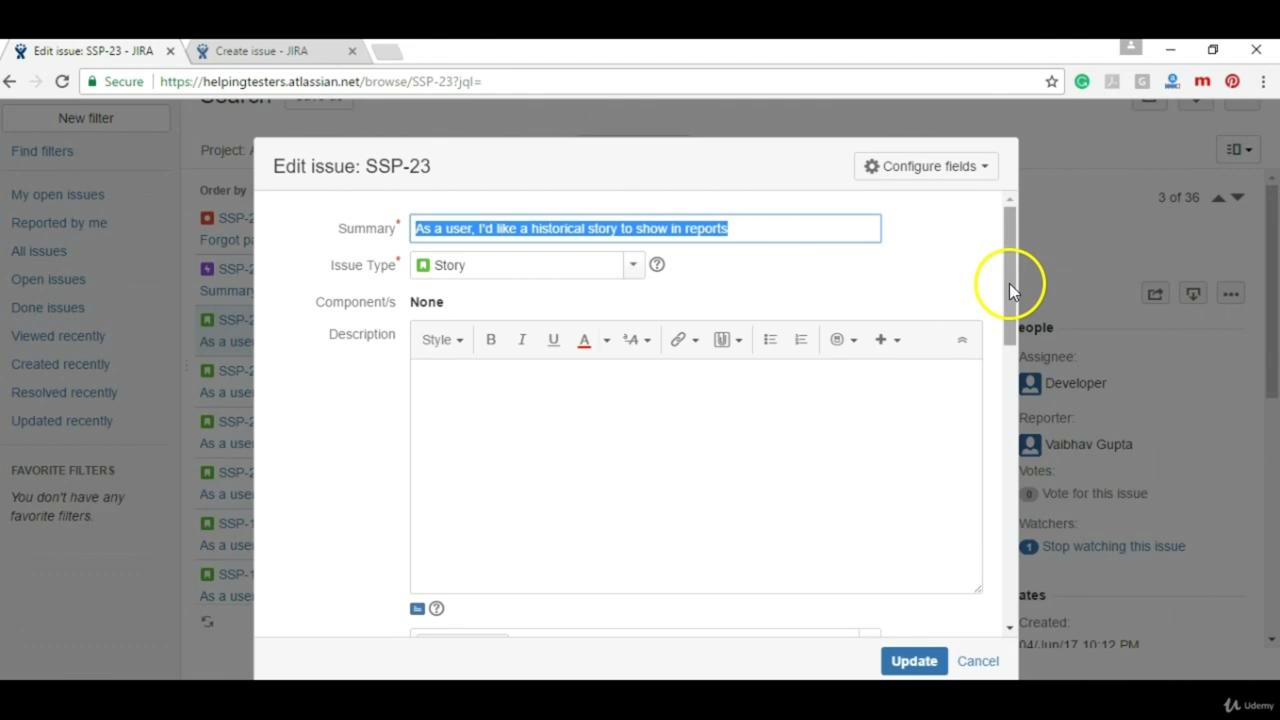 Edit issue: SSP-23 - JIRA
Create issue - JIRA
Secure
https://helpingtesters.atlassian.net/browse/SSP-23?jql=
New filter
Find filters
My open issues
Reported by me
All issues
Open issues
Done issues
Viewed recently
Created recently
Resolved recently
Updated recently
FAVORITE FILTERS
You don't have any
favorite filters.
Search
Project: A
Order by
SSP-2
Forgot pa
SSP-2
Summary
SSP-2
As a use
SSP-2
As a use
SSP-2
As a use
SSP-2
As a use
SSP-1
As a use
SSP-1
As a use
Edit issue: SSP-23
Configure fields
Summary*
As a user, I'd like a historical story to show in reports
Issue Type*
Story
Component/s
None
Description
Style
B I U A
Update
Cancel
3 of 36
eople
Assignee:
Developer
Reporter:
Vaibhav Gupta
Votes:
0 Vote for this issue
Watchers:
1 Stop watching this issue
ates
Created:
04/Jun/17 10:12 PM
Udemy